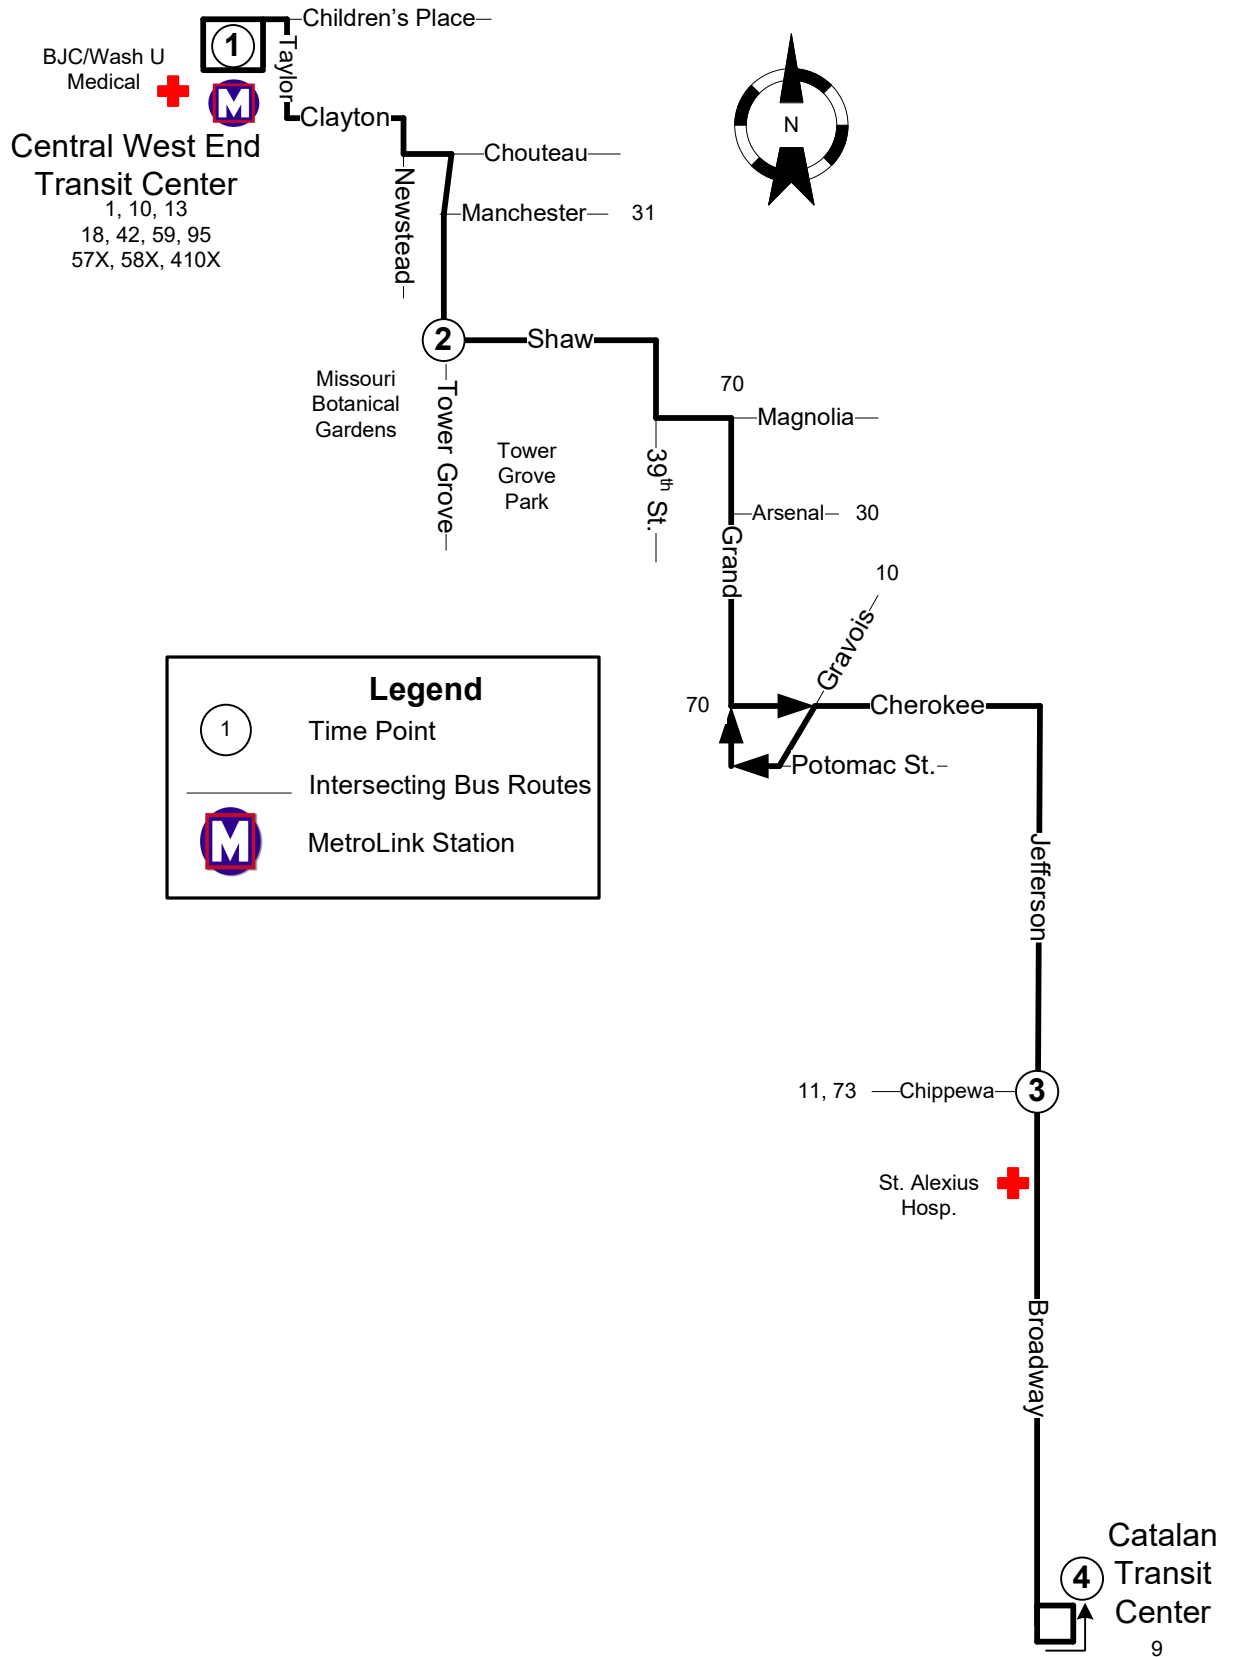 Children’s Place
1
BJC/Wash U
Medical
Taylor
M
Clayton
Central West End
Transit Center
1, 10, 13
18, 42, 59, 95
57X, 58X, 410X
N
Chouteau
Newstead
Manchester
31
2
Shaw
Missouri
Botanical
Gardens
Tower Grove
Tower
Grove
Park
70
Magnolia
39th St.
Arsenal
30
Grand
10
Gravois
70
Cherokee
Potomac St.
Legend
1
Time Point
Intersecting Bus Routes
M
MetroLink Station
Jefferson
11, 73
Chippewa
3
St. Alexius
Hosp.
Broadway
4
Catalan
Transit
Center
9